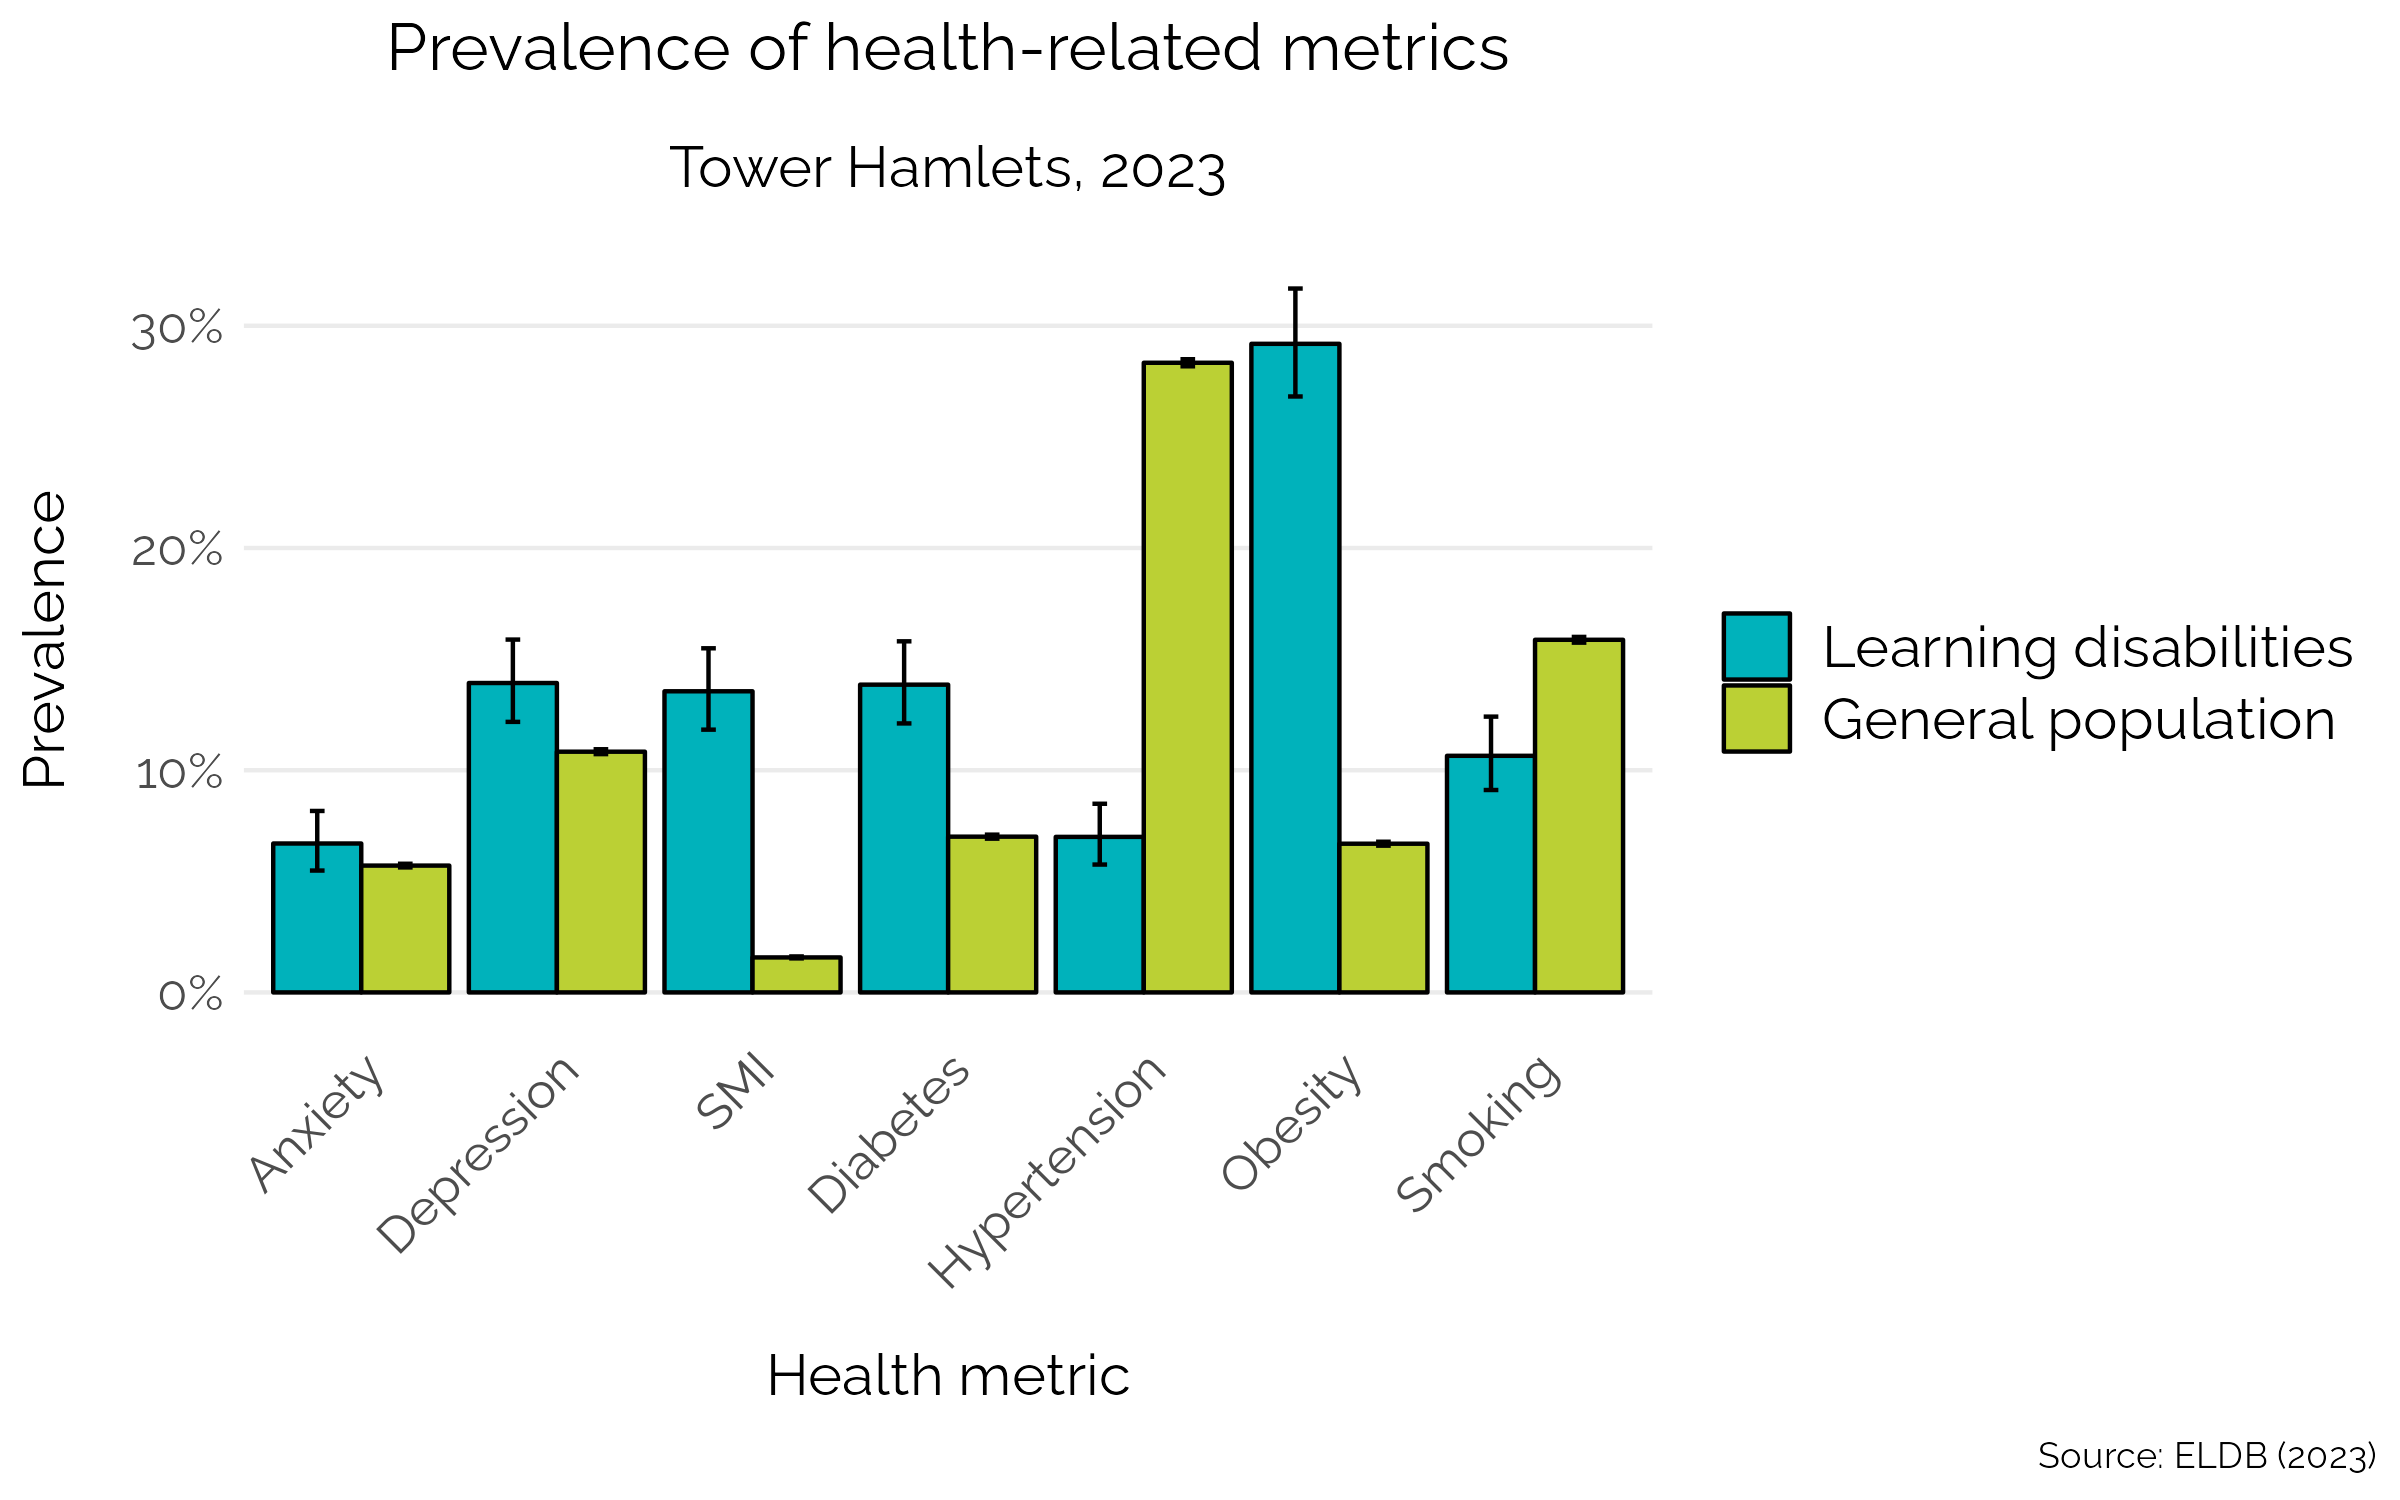 Prevalence of health-related metrics
Tower Hamlets, 2023
Prevalence
30%
20%
10%
0%
Anxiety
Depression
SMI
Diabetes
Hypertension
Obesity
Smoking
Health metric
Learning disabilities
General population
Source: ELDB (2023)